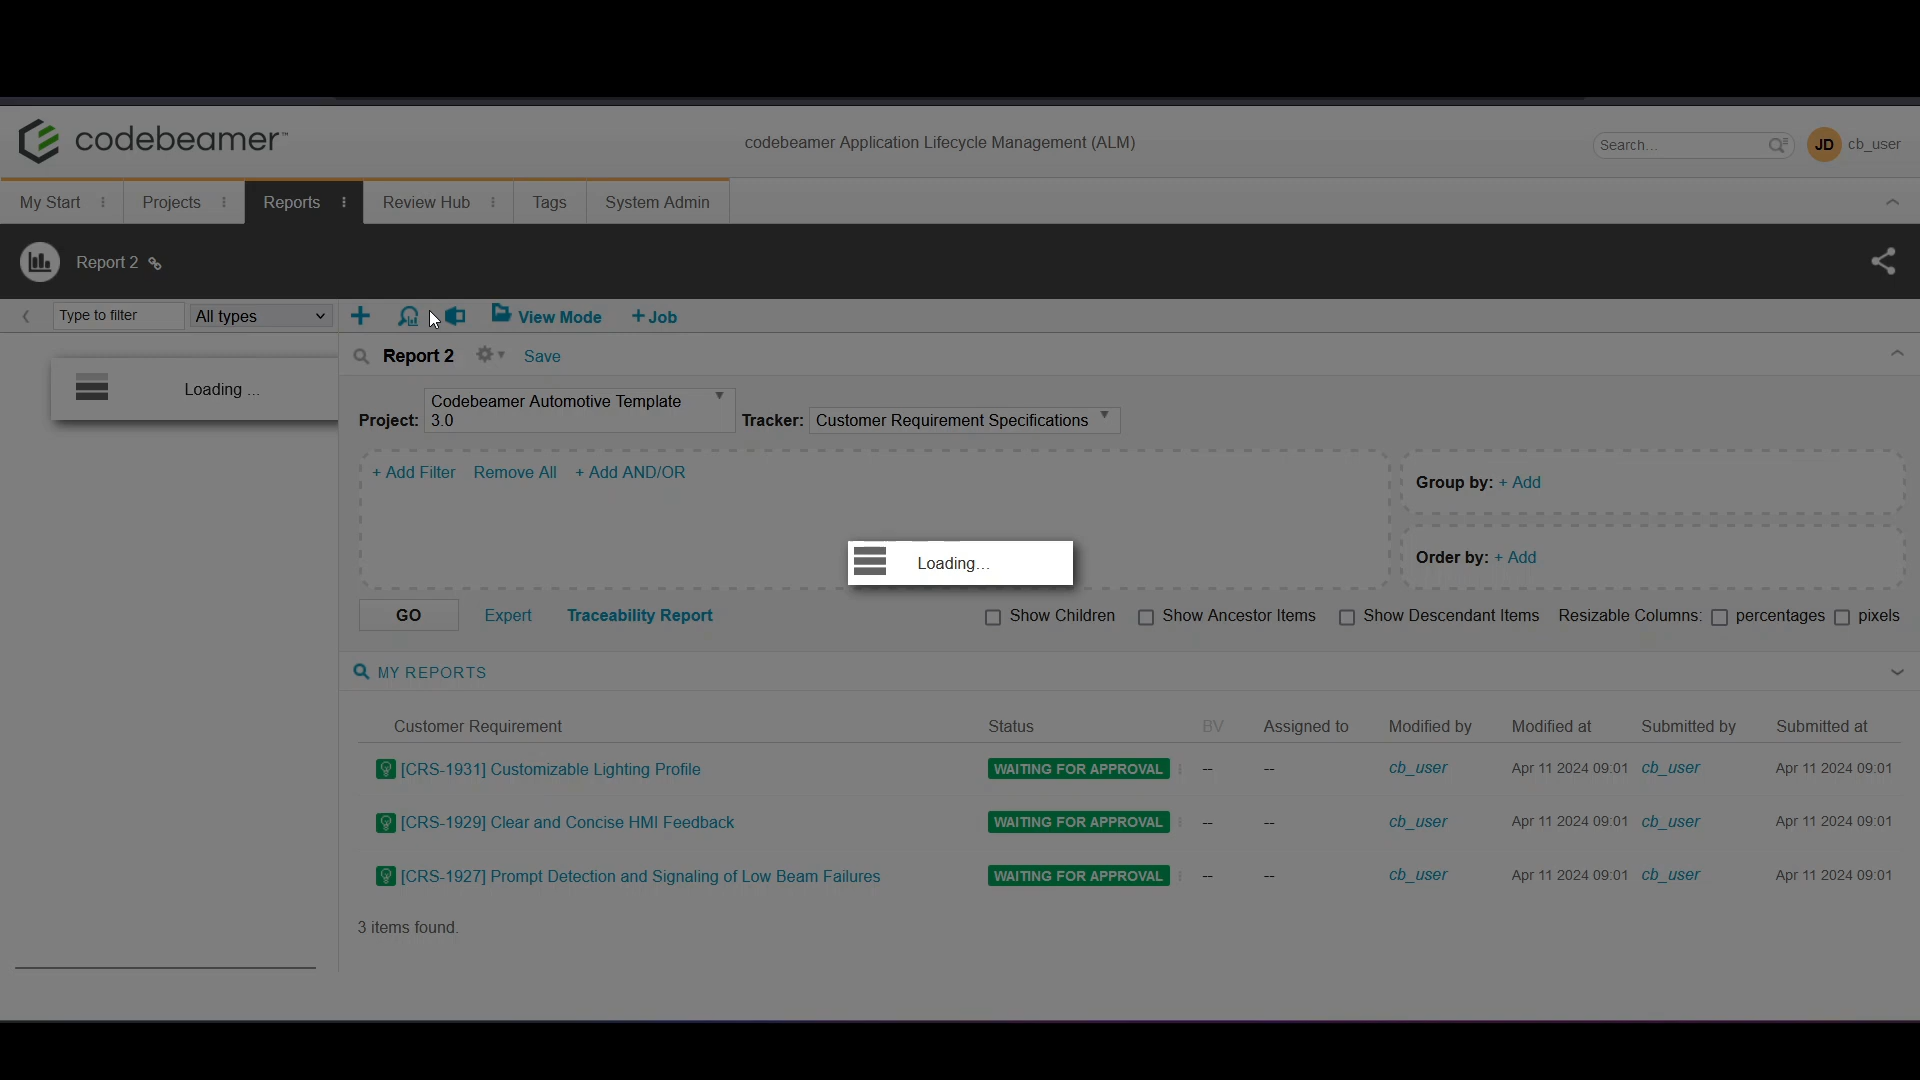 codebeamer™
codebeamer Application Lifecycle Management (ALM)
Search...
JD cb_user
My Start Projects Reports Review Hub Tags System Admin
Report 2
Type to filter All types View Mode +Job
Loading ...
Report 2 Save
Project: Codebeamer Automotive Template 3.0 Tracker: Customer Requirement Specifications
+ Add Filter Remove All + Add AND/OR
Group by: + Add
Order by: + Add
Loading...
GO Expert Traceability Report Show Children Show Ancestor Items Show Descendant Items Resizable Columns: percentages pixels
MY REPORTS
Customer Requirement Status BV Assigned to Modified by Modified at Submitted by Submitted at
[CRS-1931] Customizable Lighting Profile WAITING FOR APPROVAL -- -- cb_user Apr 11 2024 09:01 cb_user Apr 11 2024 09:01
[CRS-1929] Clear and Concise HMI Feedback WAITING FOR APPROVAL -- -- cb_user Apr 11 2024 09:01 cb_user Apr 11 2024 09:01
[CRS-1927] Prompt Detection and Signaling of Low Beam Failures WAITING FOR APPROVAL -- -- cb_user Apr 11 2024 09:01 cb_user Apr 11 2024 09:01
3 items found.